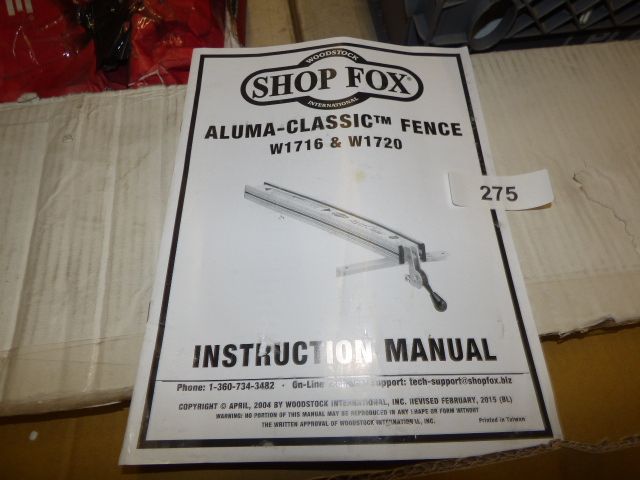 WOODSTOCK
SHOP FOX®
INTERNATIONAL
ALUMA-CLASSIC™ FENCE
W1716 & W1720
275
INSTRUCTION MANUAL
Phone: 1-360-734-3482 · On-Line Support: tech-support@shopfox.biz
COPYRIGHT © APRIL, 2004 BY WOODSTOCK INTERNATIONAL, INC. REVISED FEBRUARY, 2015 (BL)
WARNING: NO PORTION OF THIS MANUAL MAY BE REPRODUCED IN ANY SHAPE OR FORM WITHOUT
THE WRITTEN APPROVAL OF WOODSTOCK INTERNATIONAL, INC.
Printed in Taiwan